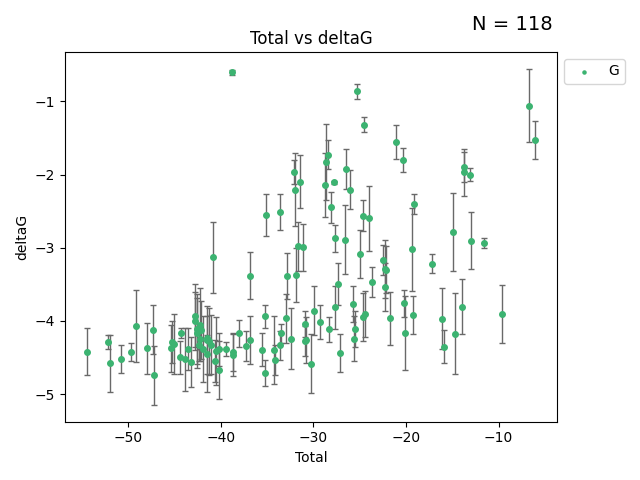 N = 118
Total vs deltaG
G
deltaG
−1
−2
−3
−4
−5
−50 −40 −30 −20 −10
Total